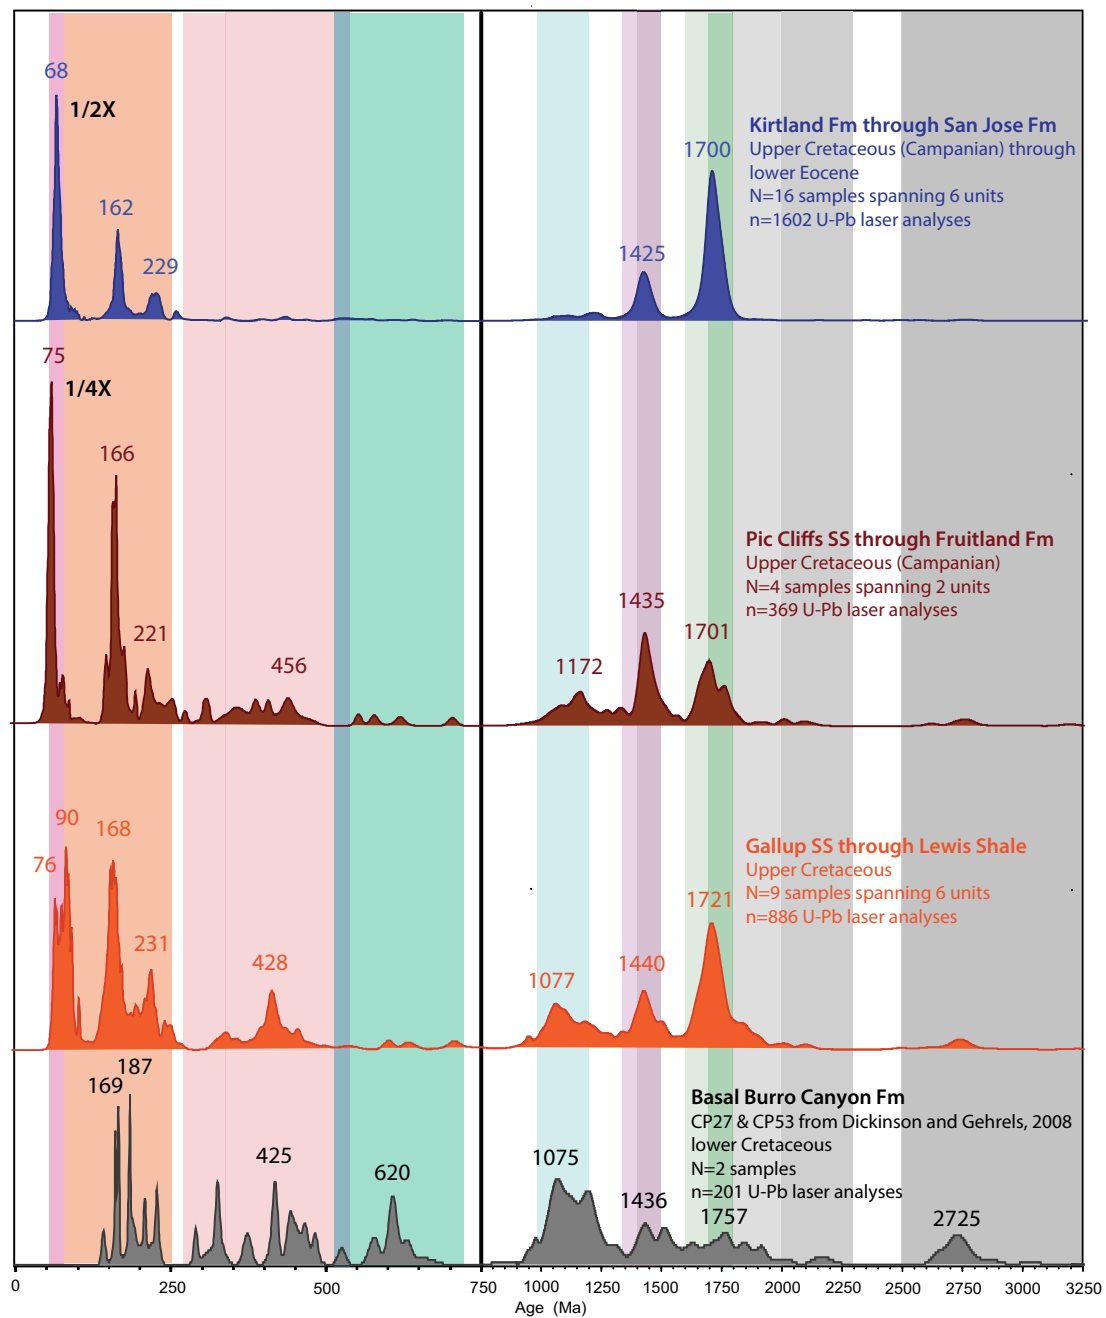 68
1/2X
162
229
1425
1700
Kirtland Fm through San Jose Fm
Upper Cretaceous (Campanian) through
lower Eocene
N=16 samples spanning 6 units
n=1602 U-Pb laser analyses
75
1/4X
166
221
456
1172
1435
1701
Pic Cliffs SS through Fruitland Fm
Upper Cretaceous (Campanian)
N=4 samples spanning 2 units
n=369 U-Pb laser analyses
76
90
168
231
428
1077
1440
1721
Gallup SS through Lewis Shale
Upper Cretaceous
N=9 samples spanning 6 units
n=886 U-Pb laser analyses
169
187
425
620
1075
1436
1757
2725
Basal Burro Canyon Fm
CP27 & CP53 from Dickinson and Gehrels, 2008
lower Cretaceous
N=2 samples
n=201 U-Pb laser analyses
0 250 500 750 1000 1250 1500 1750 2000 2250 2500 2750 3000 3250
Age (Ma)